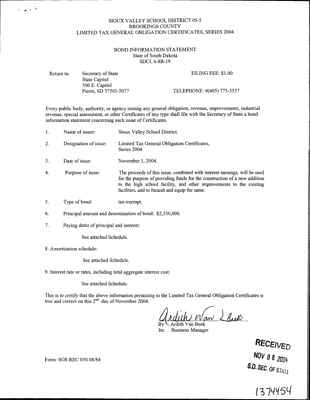 SIOUX VALLEY SCHOOL DISTRICT 05-5
BROOKINGS COUNTY
LIMITED TAX GENERAL OBLIGATION CERTIFICATES, SERIES 2004
BOND INFORMATION STATEMENT
State of South Dakota
SDCL 6-8B-19
Return to: Secretary of State FILING FEE: $1.00
State Capitol
500 E. Capitol
Pierre, SD 57501-5077 TELEPHONE: #(605) 773-3537
Every public body, authority, or agency issuing any general obligation, revenue, improvements, industrial
revenue, special assessment, or other Certificates of any type shall file with the Secretary of State a bond
information statement concerning each issue of Certificates.
1. Name of issuer: Sioux Valley School District.
2. Designation of issue: Limited Tax General Obligation Certificates,
Series 2004
3. Date of issue: November 1, 2004.
4. Purpose of issue: The proceeds of this issue, combined with interest earnings, will be used
for the purpose of providing funds for the construction of a new addition
to the high school facility, and other improvements to the existing
facilities, and to furnish and equip the same.
5. Type of bond: tax-exempt.
6. Principal amount and denomination of bond: $2,530,000.
7. Paying dates of principal and interest:
See attached Schedule.
8. Amortization schedule:
See attached Schedule.
9. Interest rate or rates, including total aggregate interest cost:
See attached Schedule.
This is to certify that the above information pertaining to the Limited Tax General Obligation Certificates is
true and correct on this 2nd day of November 2004.
Ardith Van Beek
By: Ardith Van Beek
Its: Business Manager
RECEIVED
NOV 08 2004
S.D. SEC. OF STATE
Form: SOS REC 050 08/84
1374454